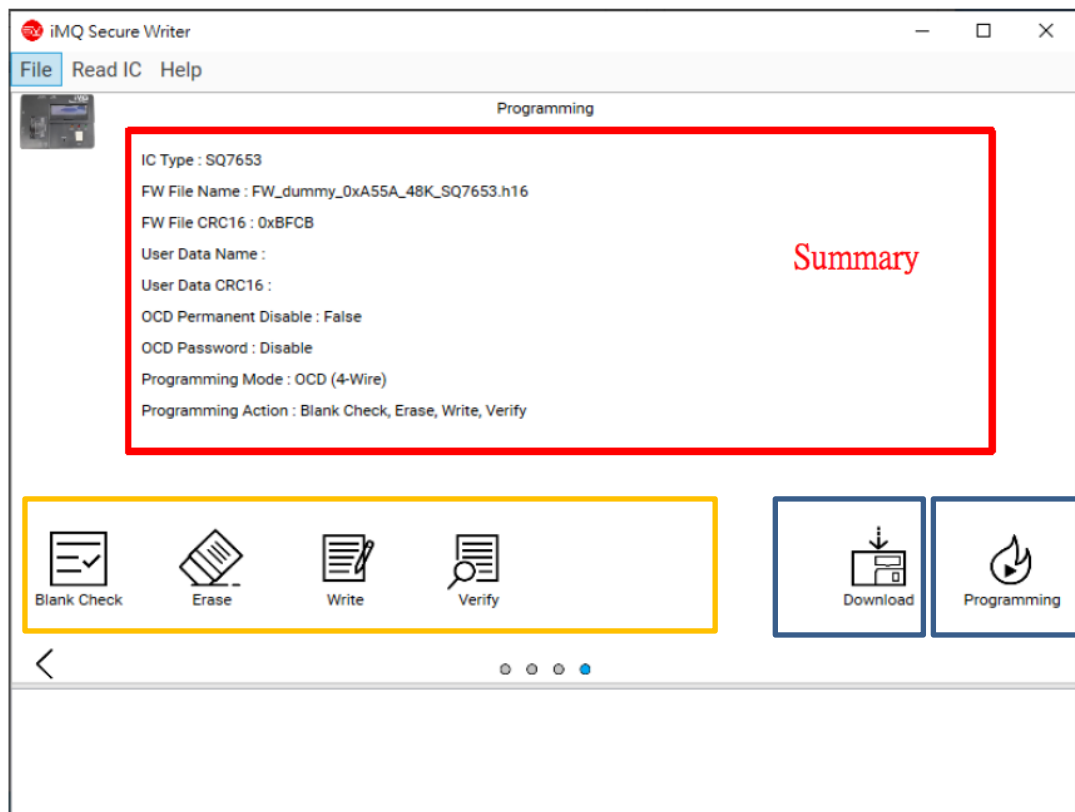 iMQ Secure Writer
File Read IC Help
Programming
IC Type : SQ7653
FW File Name : FW_dummy_0xA55A_48K_SQ7653.h16
FW File CRC16 : 0xBFCB
User Data Name :
Summary
User Data CRC16 :
OCD Permanent Disable : False
OCD Password : Disable
Programming Mode : OCD (4-Wire)
Programming Action : Blank Check, Erase, Write, Verify
Blank Check Erase Write Verify Download Programming